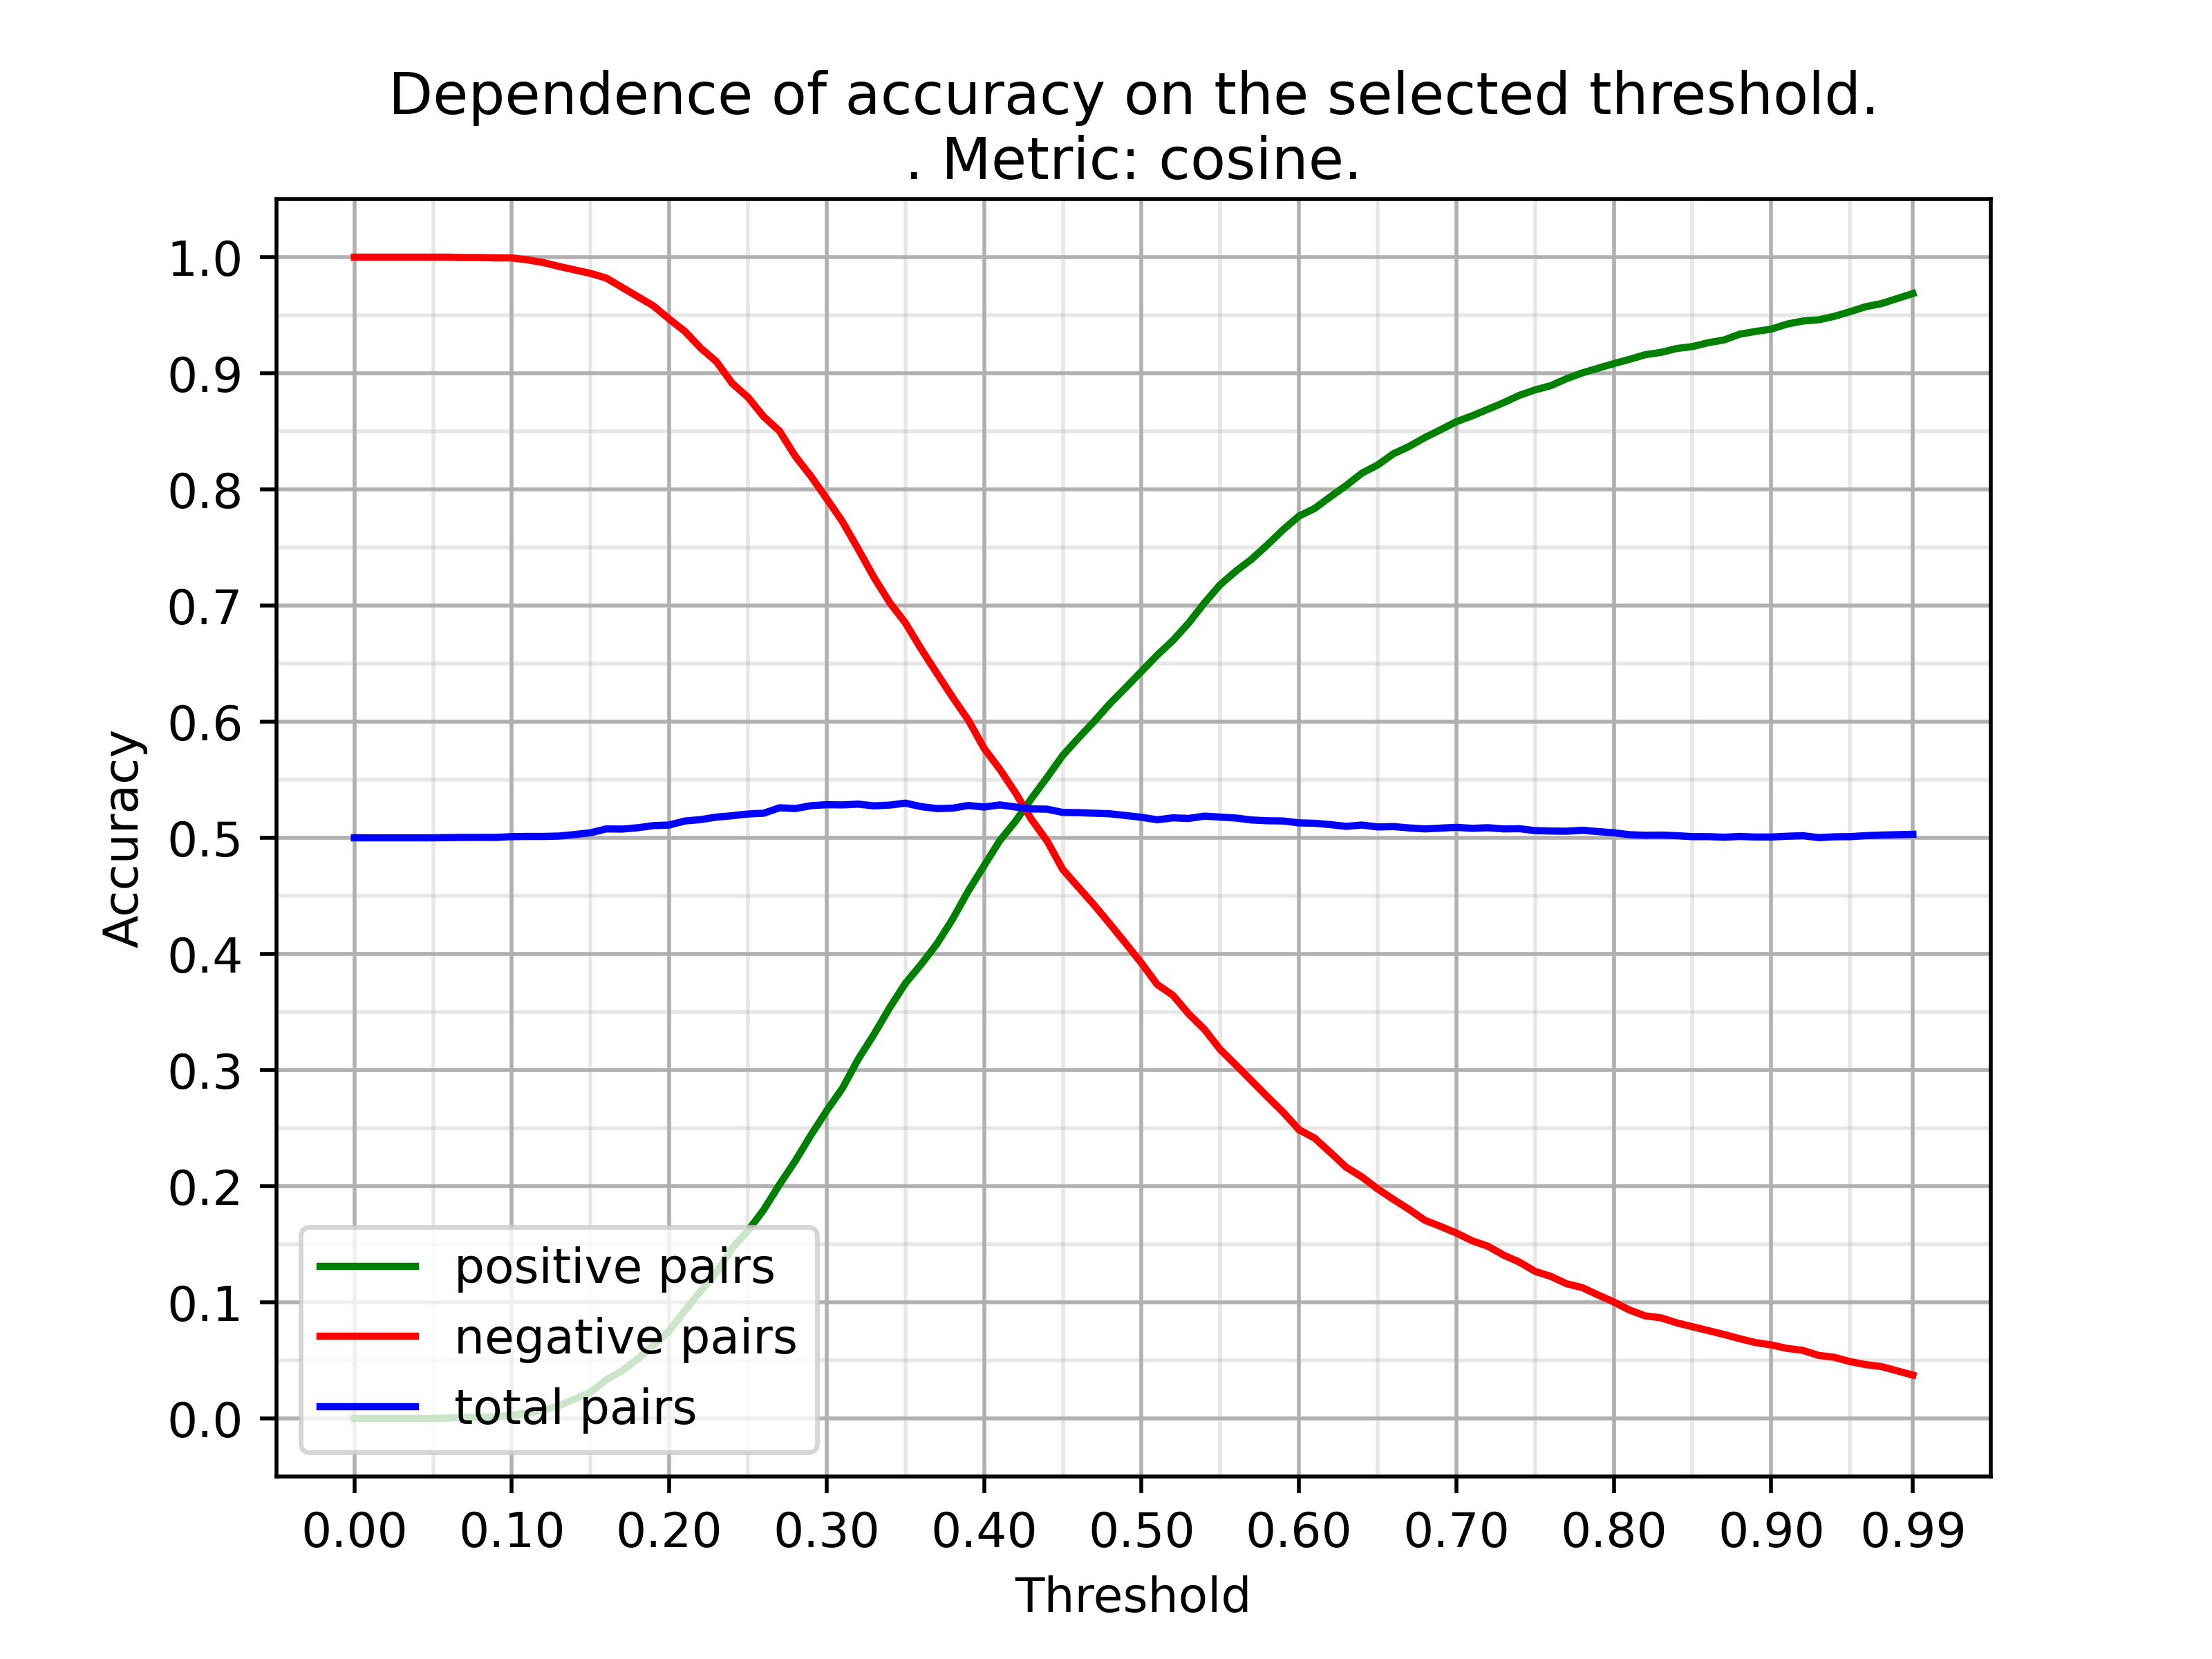 Dependence of accuracy on the selected threshold.
. Metric: cosine.
1.0
0.9
0.8
0.7
0.6
0.5
0.4
0.3
0.2
0.1
0.0
Accuracy
positive pairs
negative pairs
total pairs
0.00 0.10 0.20 0.30 0.40 0.50 0.60 0.70 0.80 0.90 0.99
Threshold